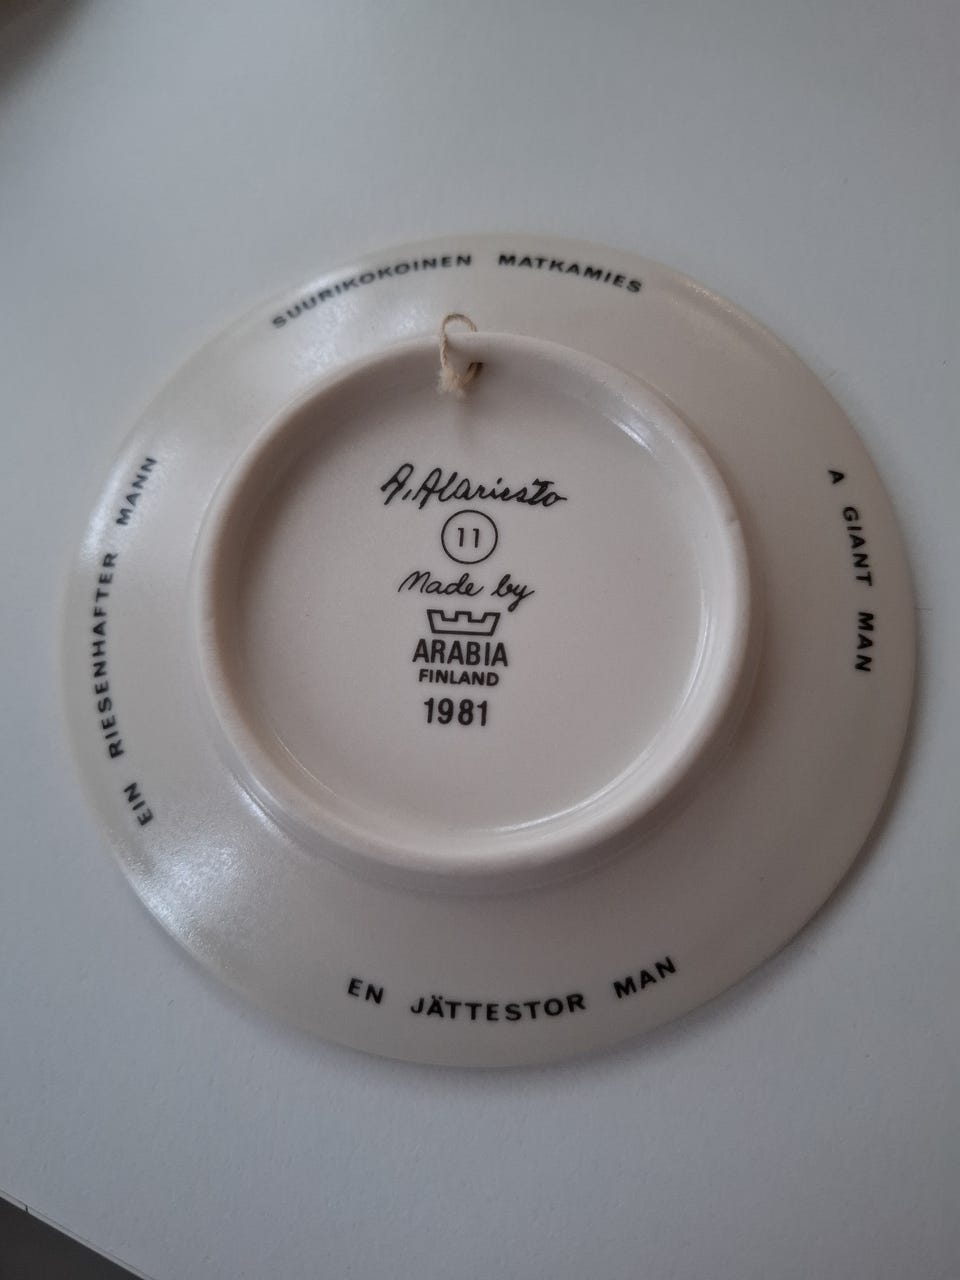 SUURIKOKOINEN MATKAMIES
A GIANT MAN
EN JÄTTESTOR MAN
EIN RIESENHAFTER MANN
A. Alariesto
11
Made by
ARABIA
FINLAND
1981